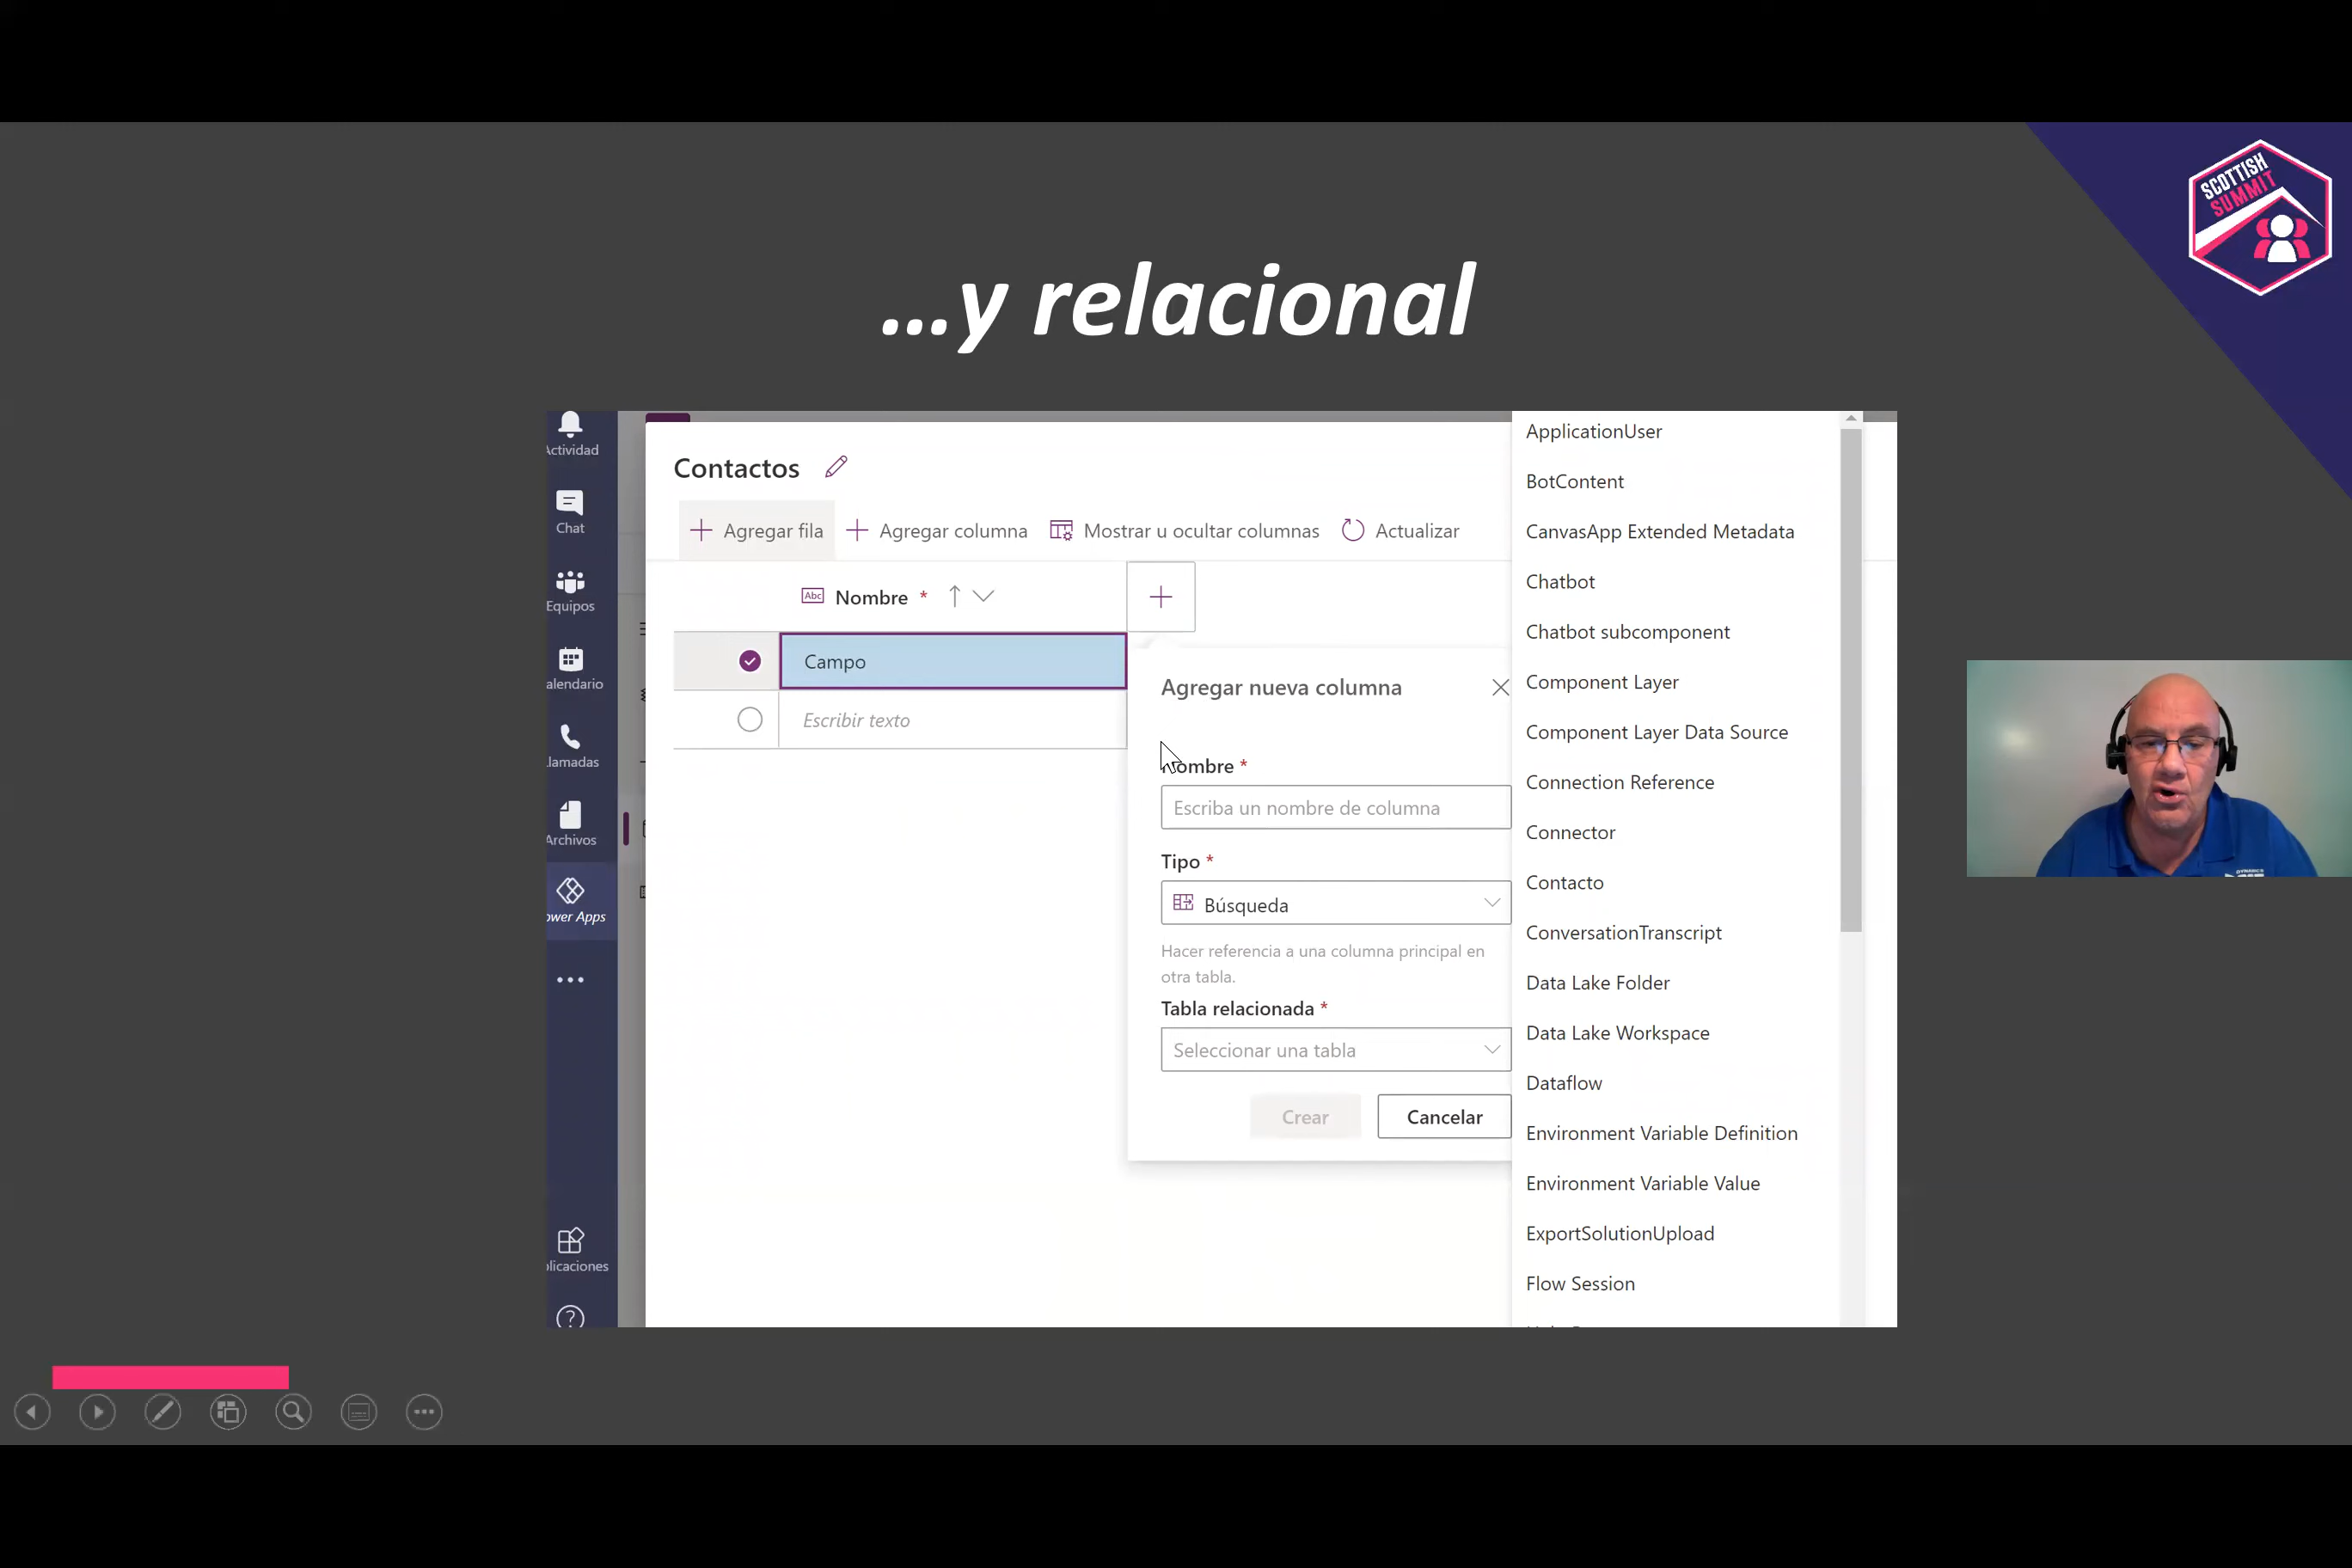 SCOTTISH
SUMMIT
...y relacional
Actividad
Chat
Equipos
alendario
Llamadas
Archivos
ower Apps
plicaciones
Contactos
Agregar fila
Agregar columna
Mostrar u ocultar columnas
Actualizar
Abc Nombre *
Campo
Escribir texto
Agregar nueva columna
Nombre *
Escriba un nombre de columna
Tipo *
Búsqueda
Hacer referencia a una columna principal en
otra tabla.
Tabla relacionada *
Seleccionar una tabla
Crear
Cancelar
ApplicationUser
BotContent
CanvasApp Extended Metadata
Chatbot
Chatbot subcomponent
Component Layer
Component Layer Data Source
Connection Reference
Connector
Contacto
ConversationTranscript
Data Lake Folder
Data Lake Workspace
Dataflow
Environment Variable Definition
Environment Variable Value
ExportSolutionUpload
Flow Session